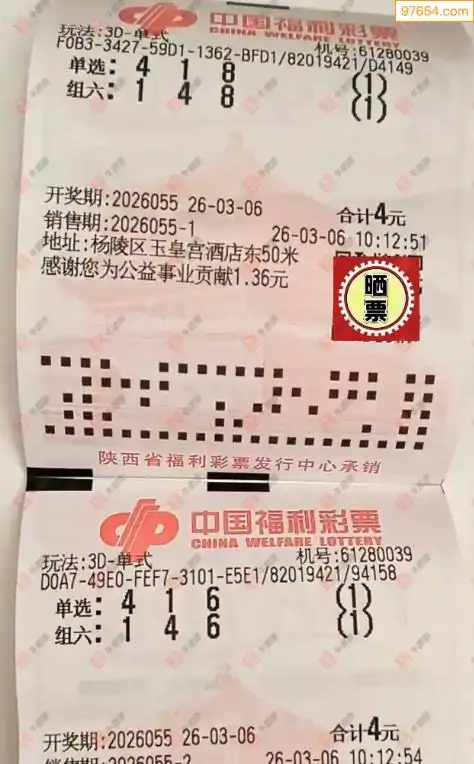 97654.com
中国福利彩票
CHINA WELFARE LOTTERY
玩法:3D-单式 机号:61280039
F0B3-3427-59D1-1362-BFD1/82019421/D4149
单选: 4 1 8 (1)
组六: 1 4 8 (1)
开奖期:2026055 26-03-06 合计4元
销售期:2026055-1 26-03-06 10:12:51
地址:杨陵区玉皇宫酒店东50米
感谢您为公益事业贡献1.36元
晒票
陕西省福利彩票发行中心承销
中国福利彩票
CHINA WELFARE LOTTERY
玩法:3D-单式 机号:61280039
D0A7-49E0-FEF7-3101-E5E1/82019421/94158
单选: 4 1 6 (1)
组六: 1 4 6 (1)
开奖期:2026055 26-03-06 合计4元
销售期:2026055-2 26-03-06 10:12:54